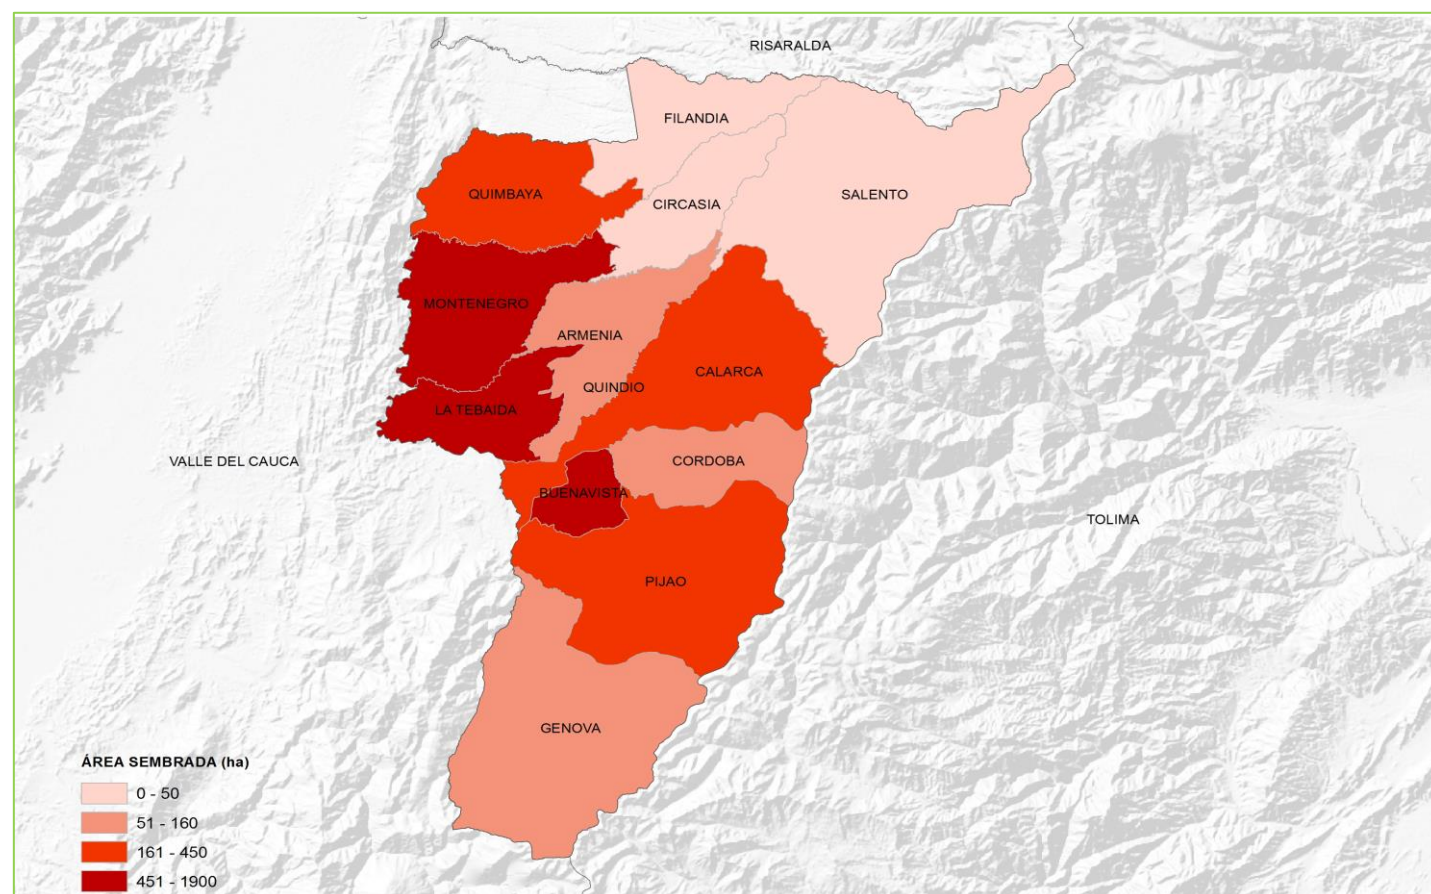 RISARALDA
FILANDIA
QUIMBAYA
SALENTO
CIRCASIA
MONTENEGRO
ARMENIA
CALARCA
QUINDIO
LA TEBAIDA
VALLE DEL CAUCA
CORDOBA
BUENAVISTA
TOLIMA
PIJAO
GENOVA
ÁREA SEMBRADA (ha)
0 - 50
51 - 160
161 - 450
451 - 1900